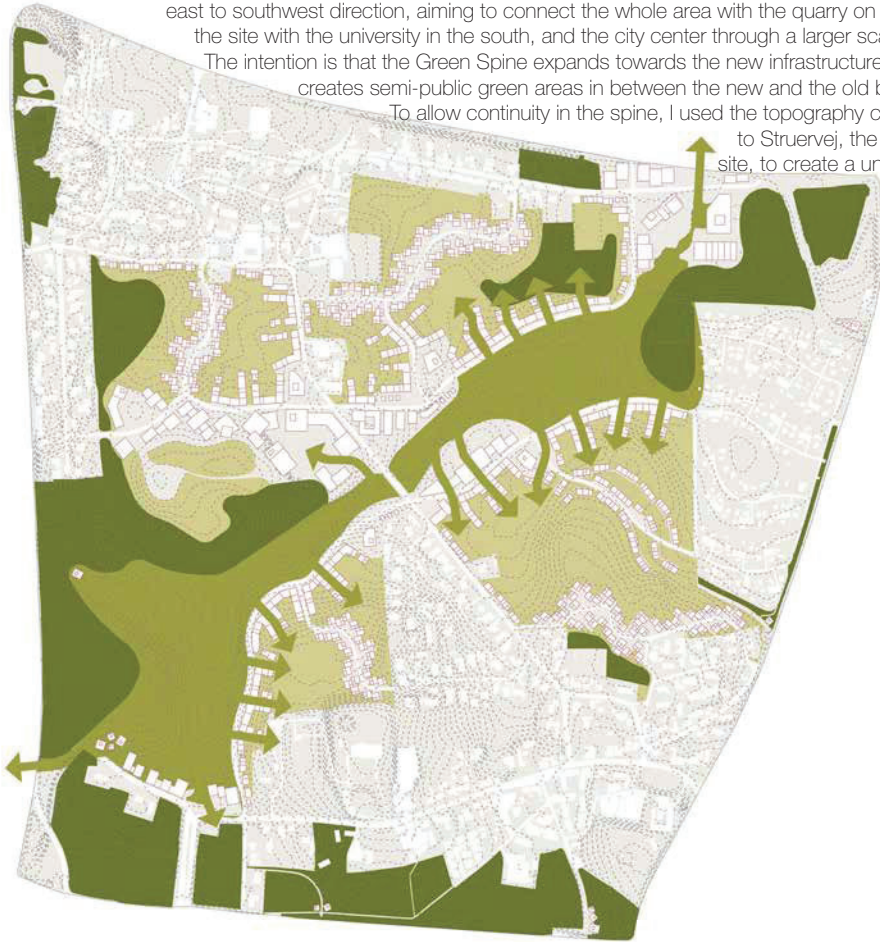 east to southwest direction, aiming to connect the whole area with the quarry on
the site with the university in the south, and the city center through a larger
The intention is that the Green Spine expands towards the new infrastructure
creates semi-public green areas in between the new and the old
To allow continuity in the spine, I used the topography
to Struervej, the
site, to create a